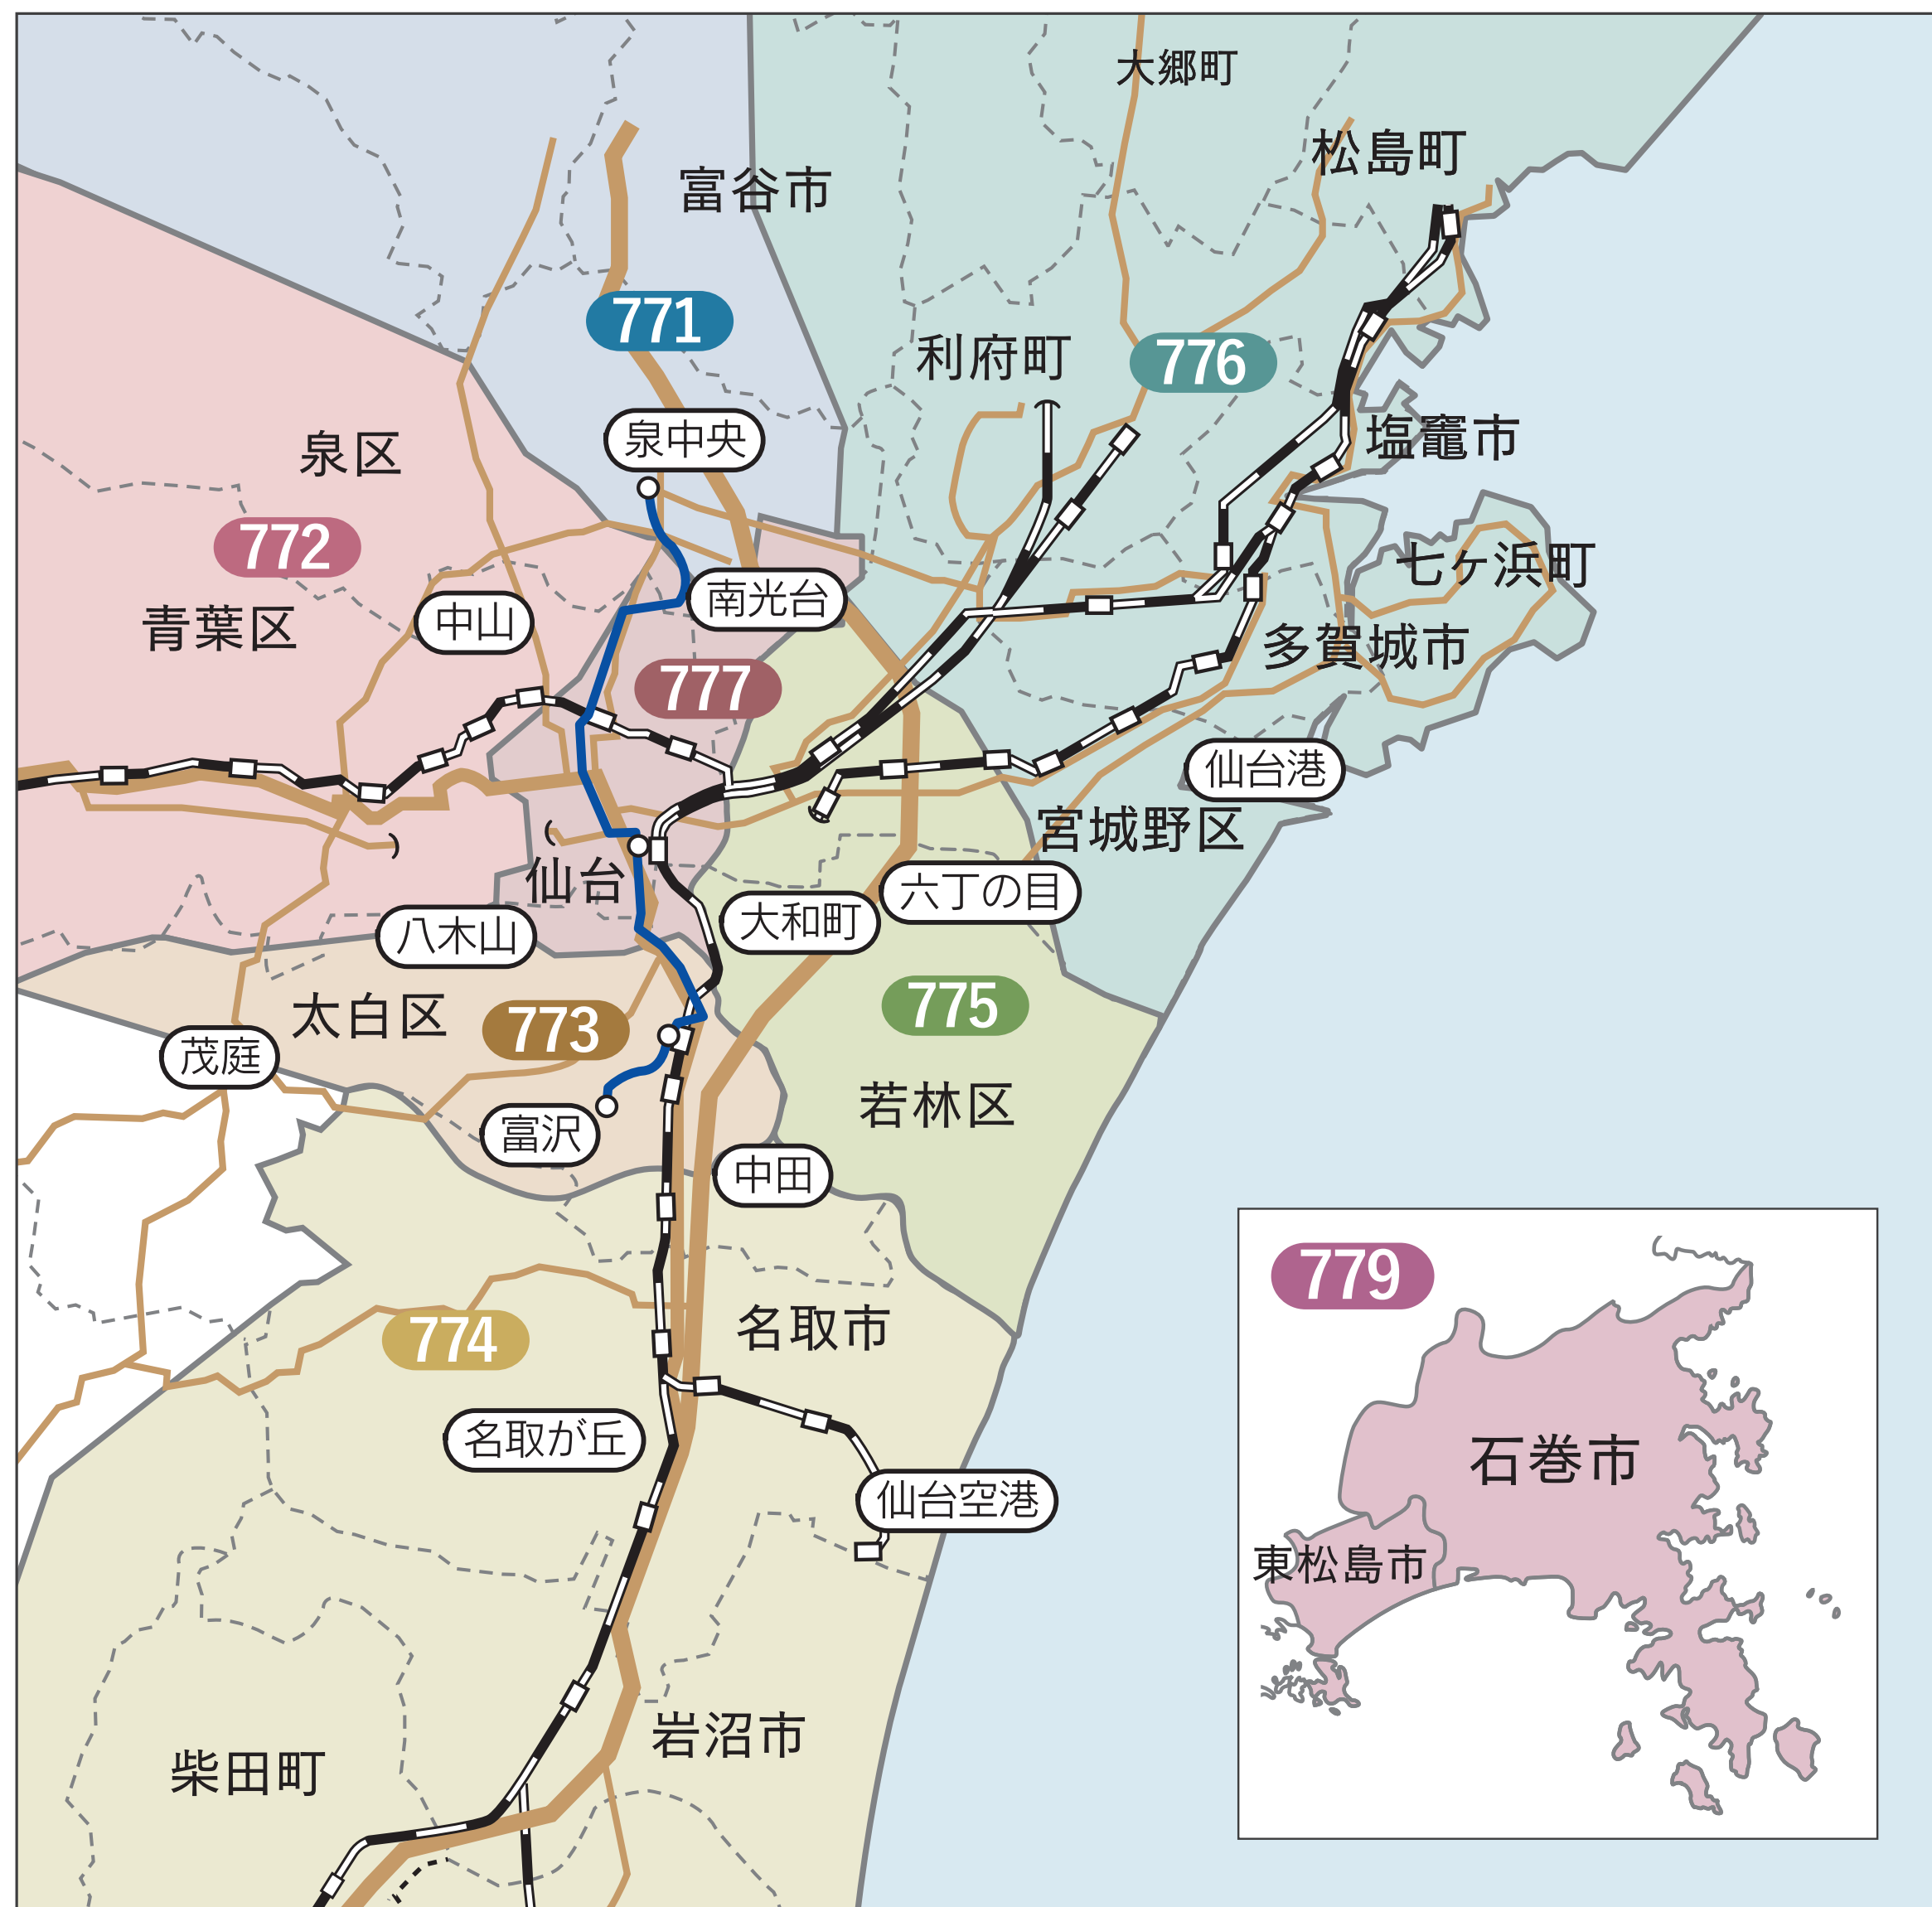 大郷町
松島町
富谷市
771
利府町
776
泉中央
泉区
塩竈市
772
七ヶ浜町
南光台
青葉区
中山
多賀城市
777
仙台港
宮城野区
仙台
六丁の目
大和町
八木山
太白区
773
775
茂庭
若林区
富沢
中田
779
774
名取市
名取が丘
石巻市
仙台空港
東松島市
岩沼市
柴田町